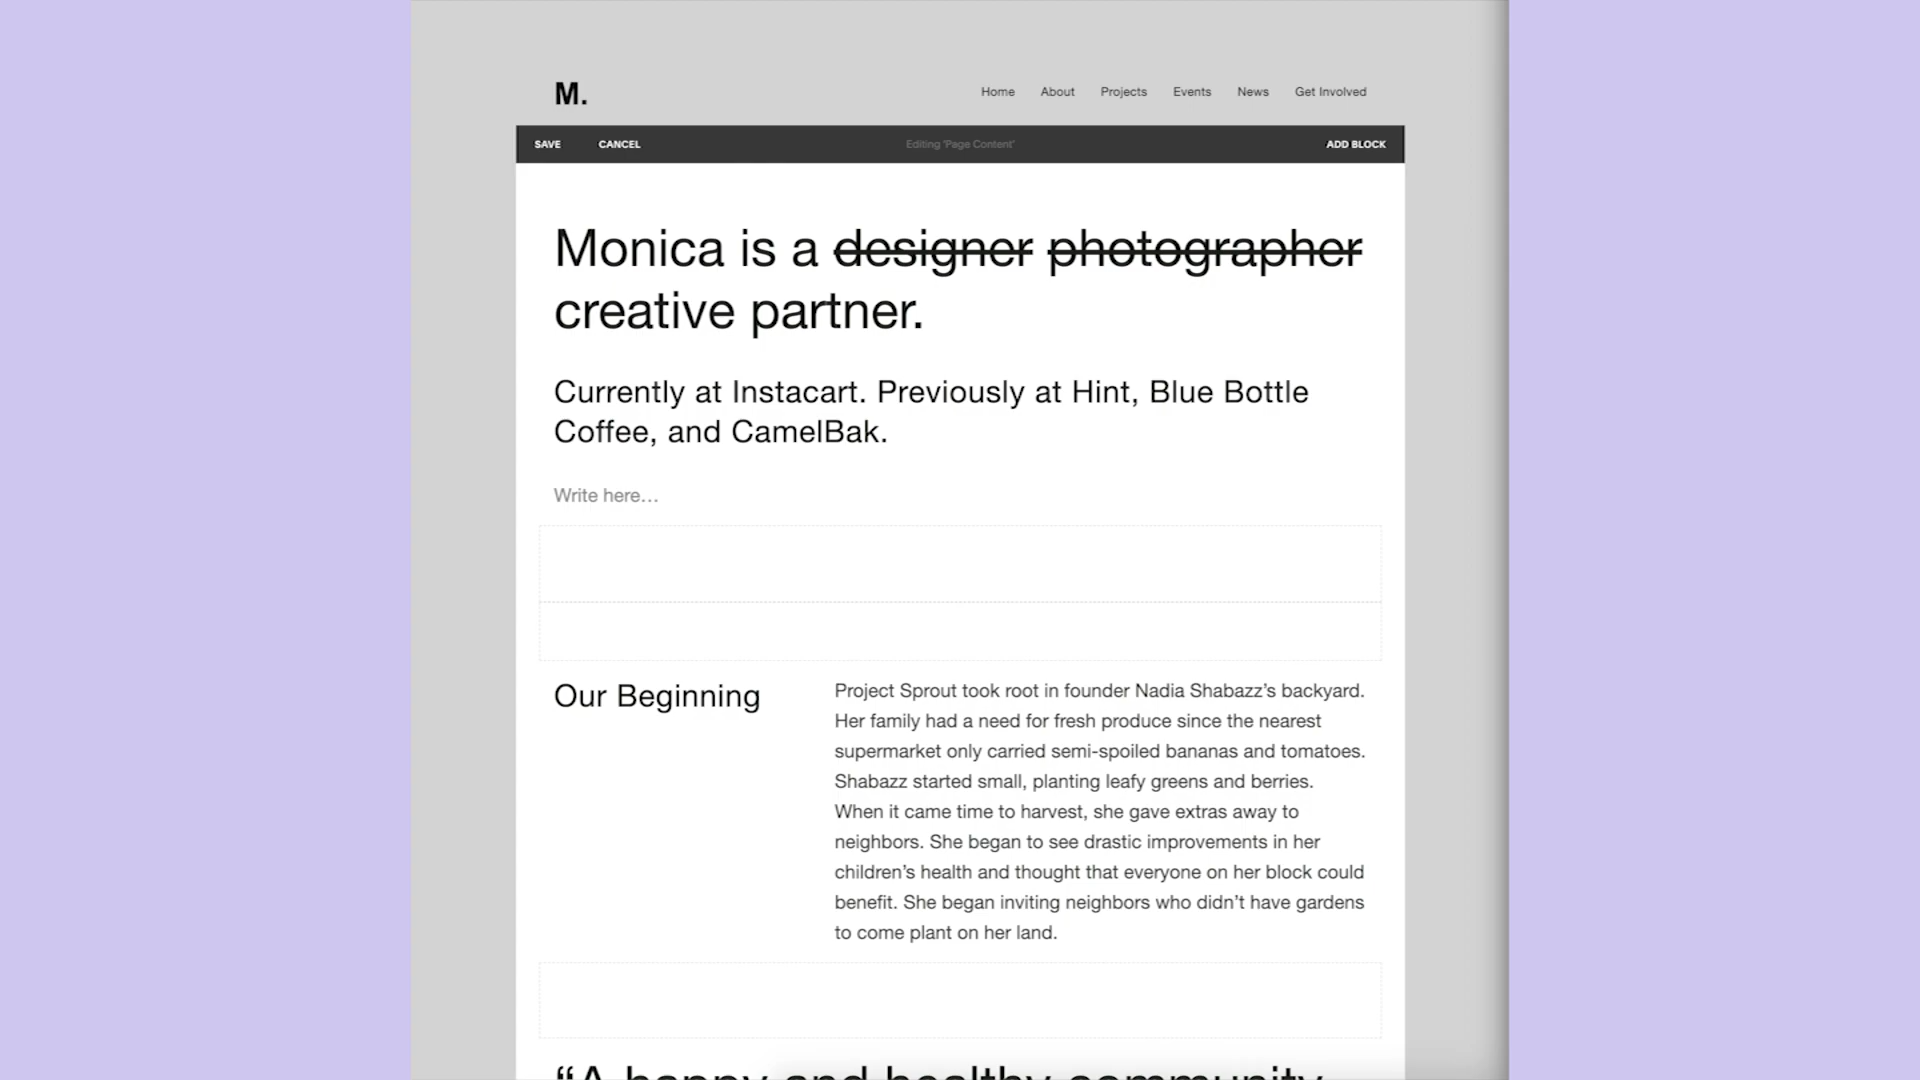 M.
Home About Projects Events News Get Involved
SAVE CANCEL Editing 'Page Content' ADD BLOCK
Monica is a designer photographer
creative partner.
Currently at Instacart. Previously at Hint, Blue Bottle
Coffee, and CamelBak.
Write here…
Our Beginning
Project Sprout took root in founder Nadia Shabazz’s backyard.
Her family had a need for fresh produce since the nearest
supermarket only carried semi-spoiled bananas and tomatoes.
Shabazz started small, planting leafy greens and berries.
When it came time to harvest, she gave extras away to
neighbors. She began to see drastic improvements in her
children’s health and thought that everyone on her block could
benefit. She began inviting neighbors who didn’t have gardens
to come plant on her land.
“A happy and healthy community